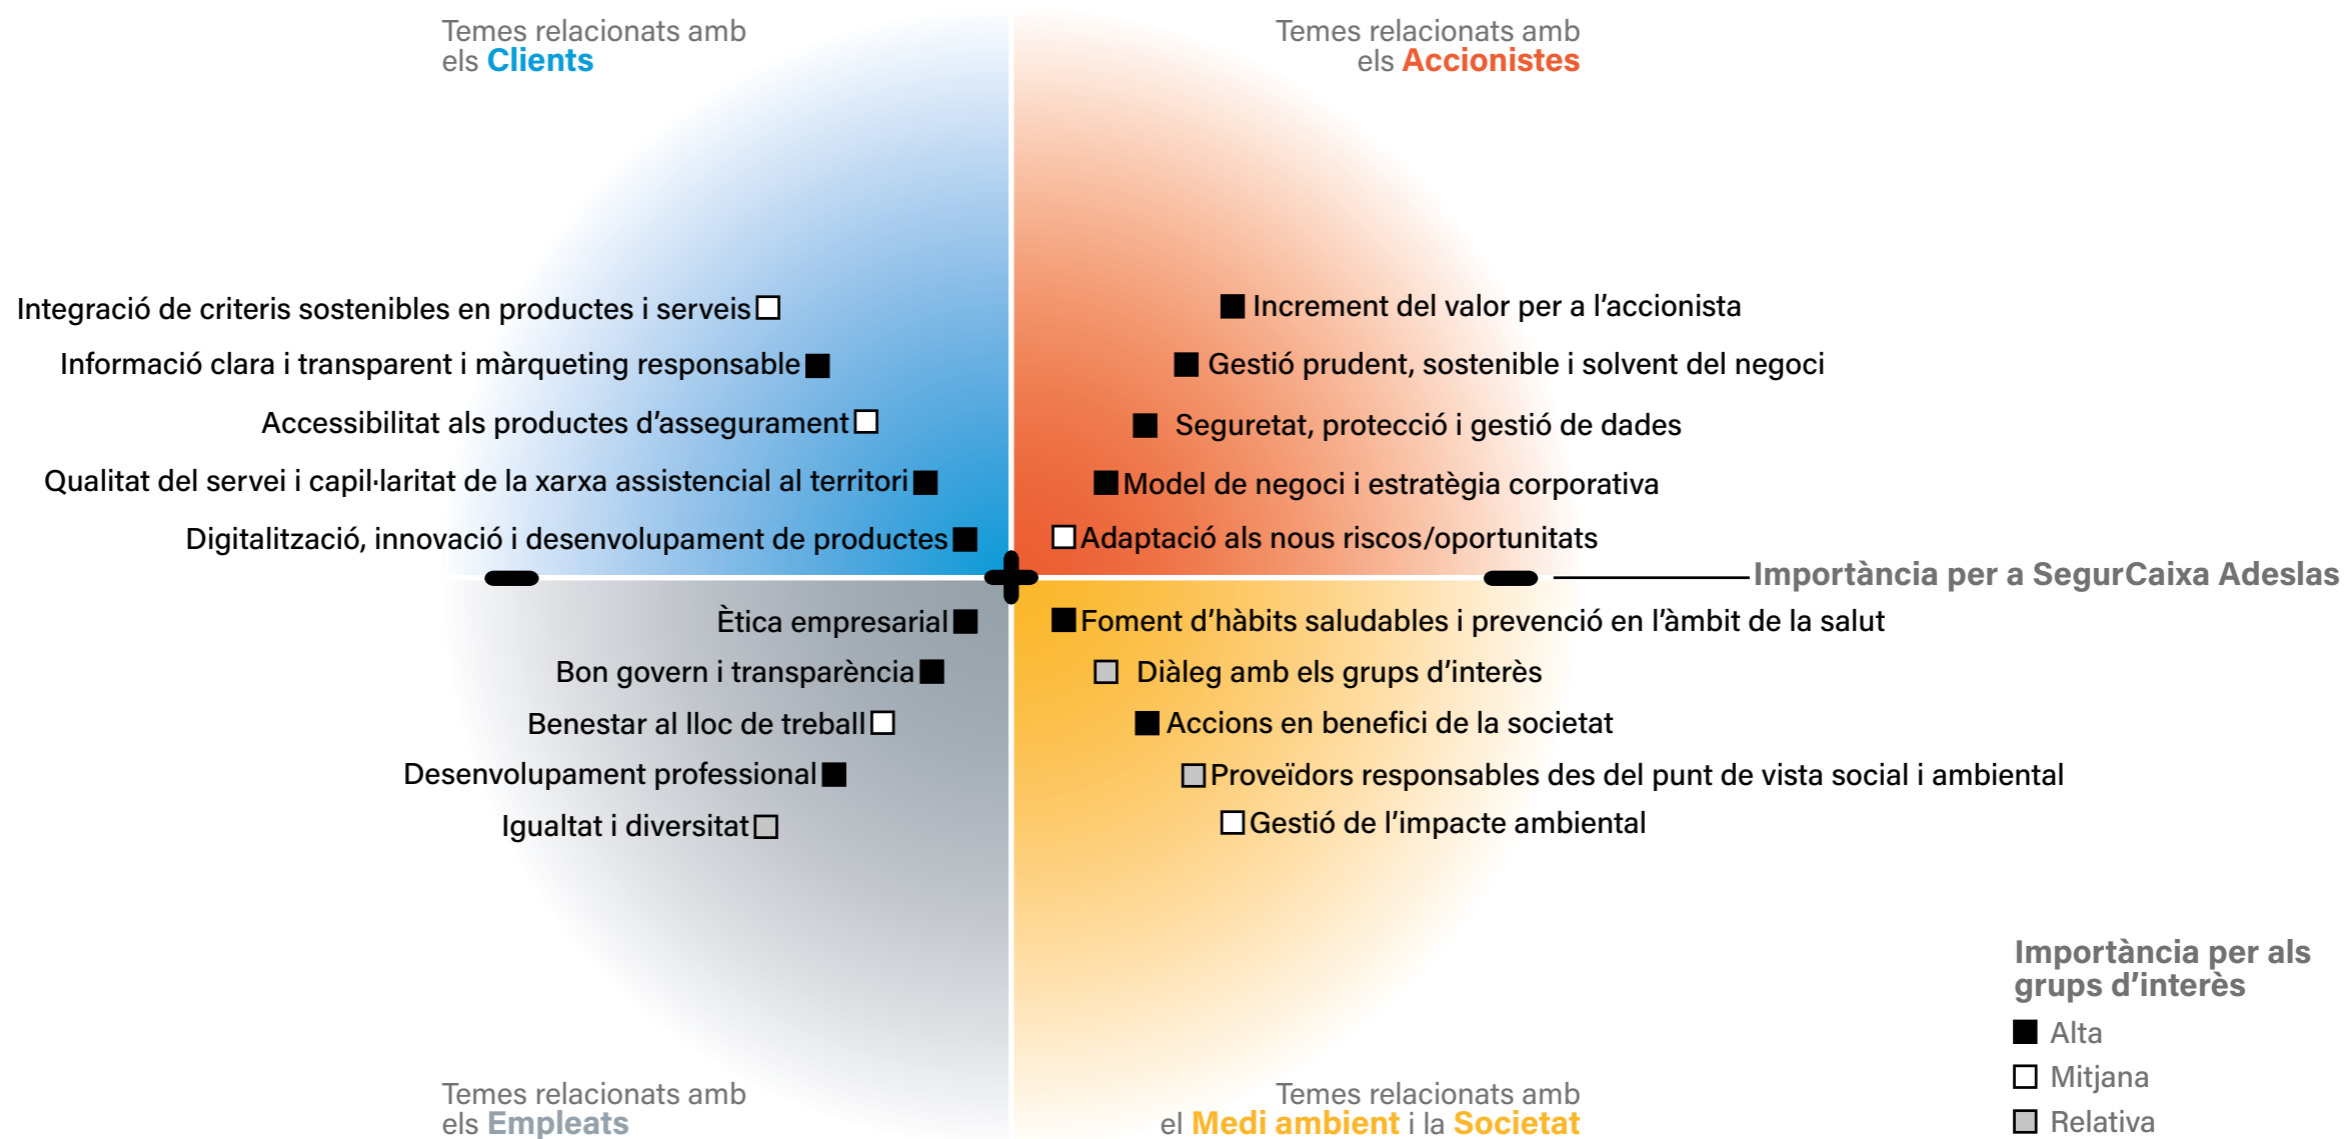 Temes relacionats amb
els Clients
Temes relacionats amb
els Accionistes
Integració de criteris sostenibles en productes i serveis
Informació clara i transparent i màrqueting responsable
Accessibilitat als productes d'assegurament
Qualitat del servei i capil·laritat de la xarxa assistencial al territori
Digitalització, innovació i desenvolupament de productes
Increment del valor per a l'accionista
Gestió prudent, sostenible i solvent del negoci
Seguretat, protecció i gestió de dades
Model de negoci i estratègia corporativa
Adaptació als nous riscos/oportunitats
Importància per a SegurCaixa Adeslas
Ètica empresarial
Bon govern i transparència
Benestar al lloc de treball
Desenvolupament professional
Igualtat i diversitat
Foment d'hàbits saludables i prevenció en l'àmbit de la salut
Diàleg amb els grups d'interès
Accions en benefici de la societat
Proveïdors responsables des del punt de vista social i ambiental
Gestió de l'impacte ambiental
Temes relacionats amb
els Empleats
Temes relacionats amb
el Medi ambient i la Societat
Importància per als
grups d'interès
Alta
Mitjana
Relativa